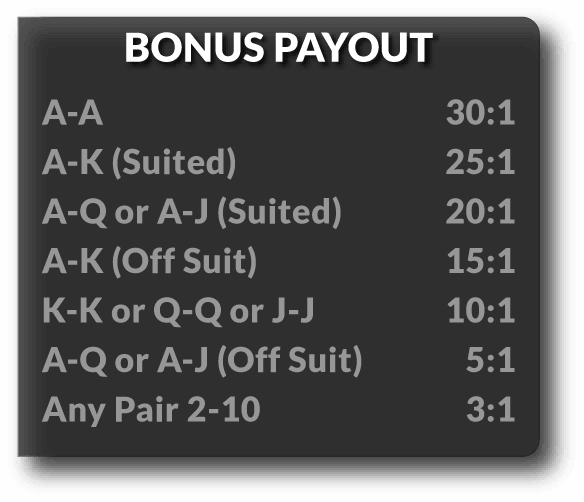 BONUS PAYOUT
A-A 30:1
A-K (Suited) 25:1
A-Q or A-J (Suited) 20:1
A-K (Off Suit) 15:1
K-K or Q-Q or J-J 10:1
A-Q or A-J (Off Suit) 5:1
Any Pair 2-10 3:1